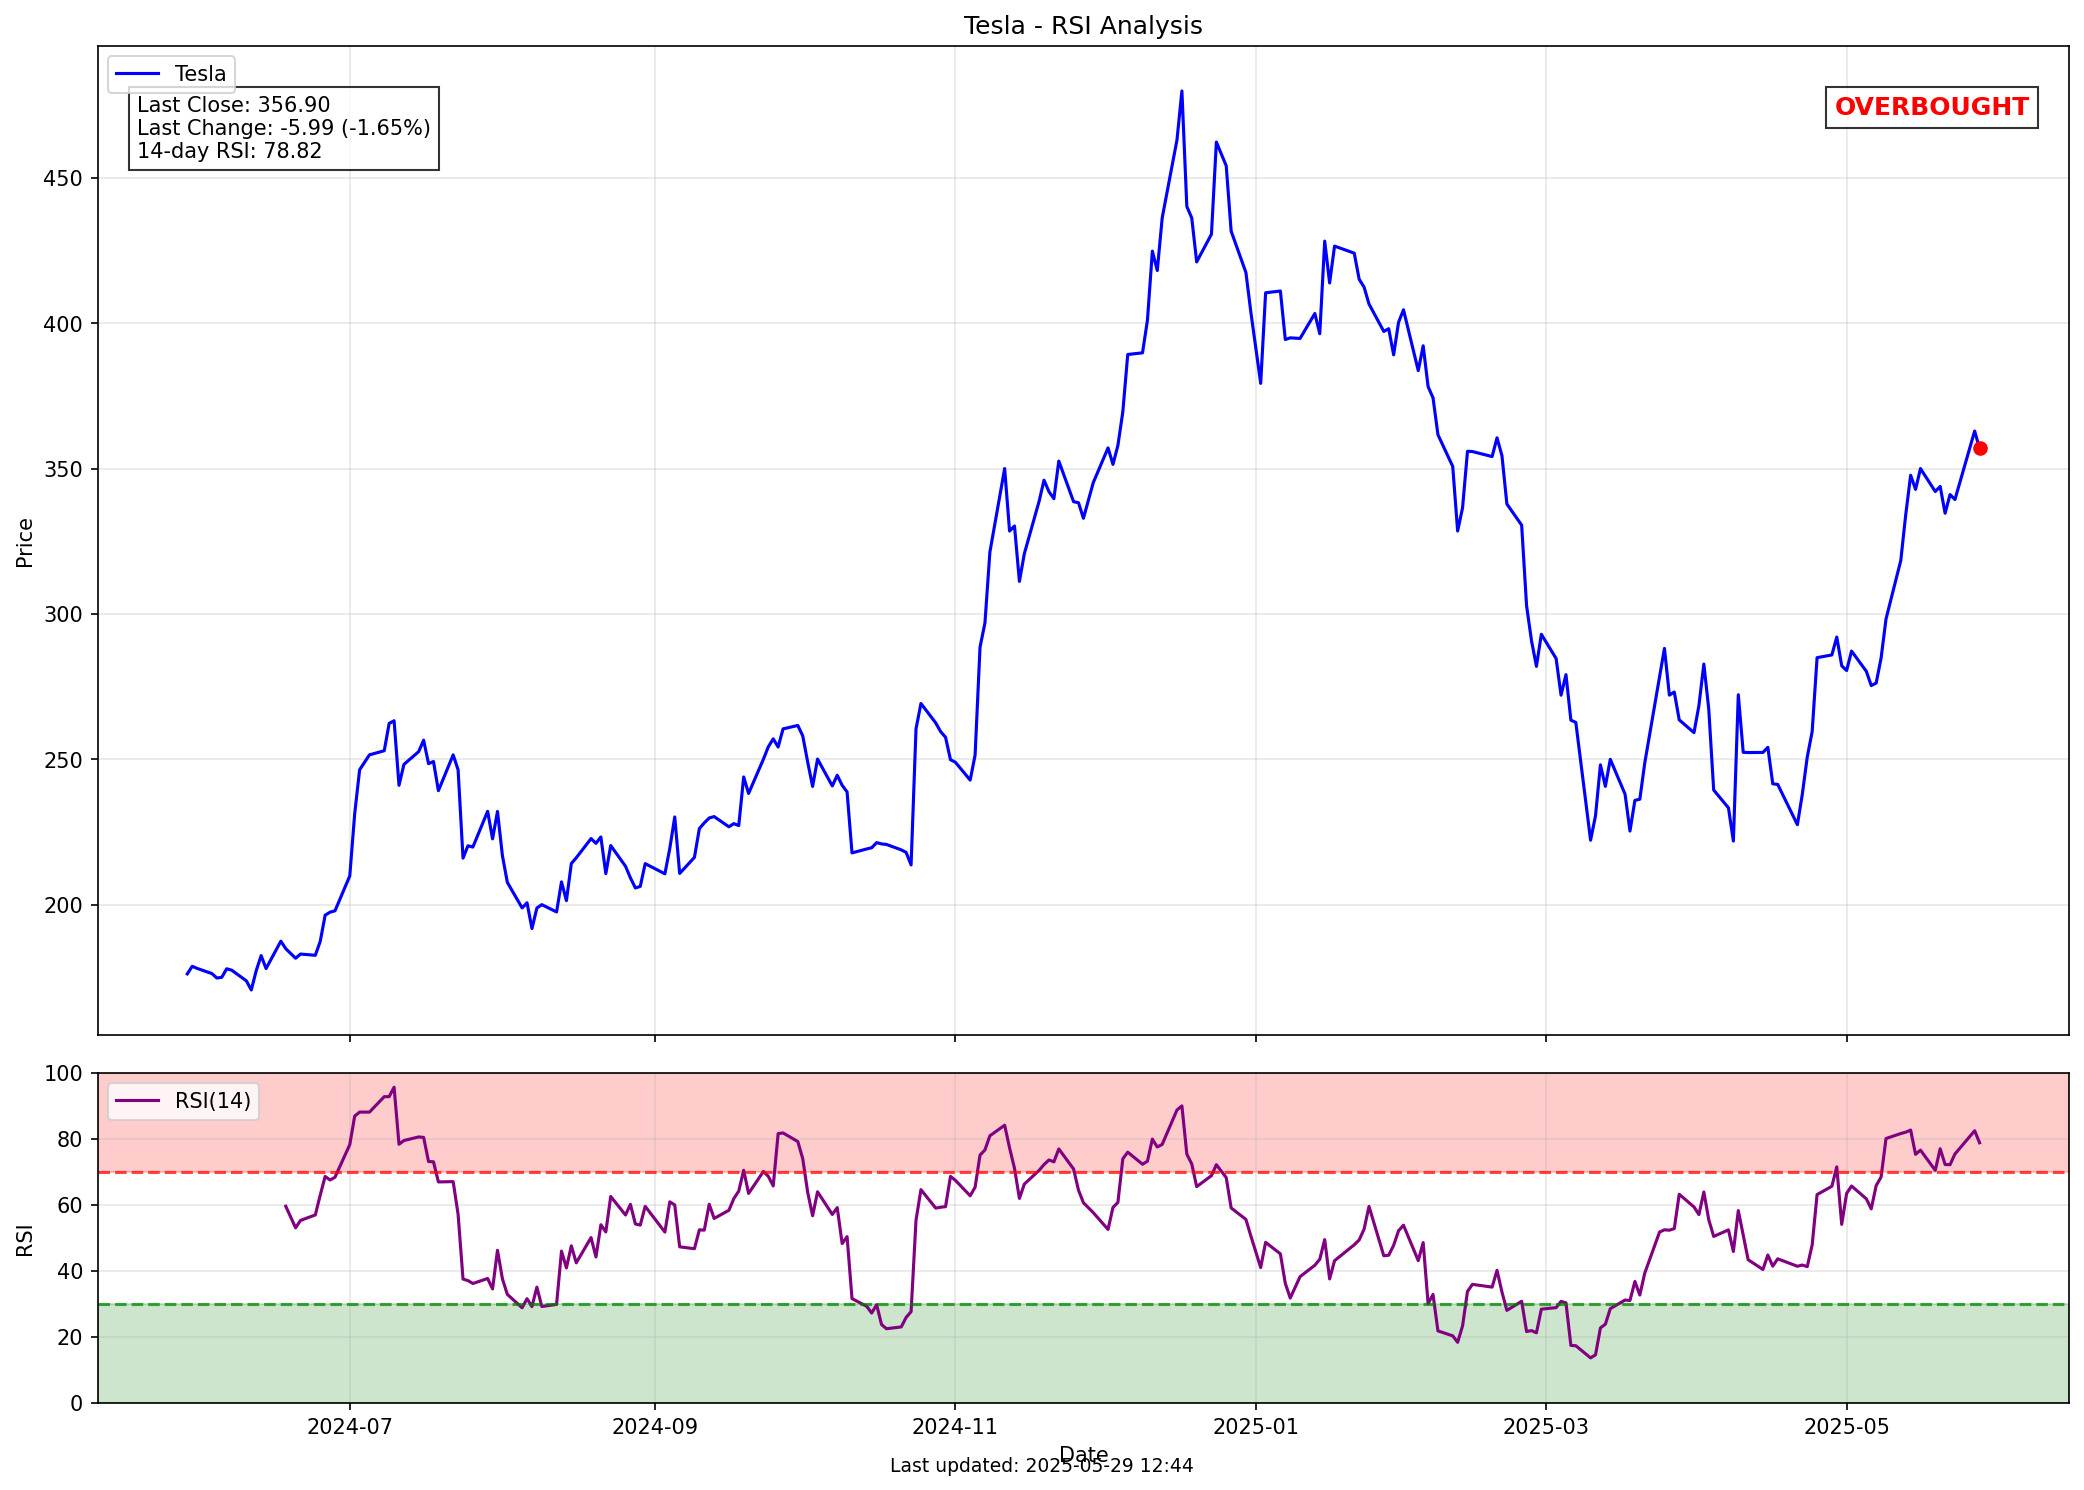 Tesla - RSI Analysis
Tesla
Last Close: 356.90
Last Change: -5.99 (-1.65%)
14-day RSI: 78.82
OVERBOUGHT
450
400
350
300
250
200
Price
RSI(14)
100
80
60
40
20
0
RSI
2024-07
2024-09
2024-11
2025-01
2025-03
2025-05
Date
Last updated: 2025-05-29 12:44